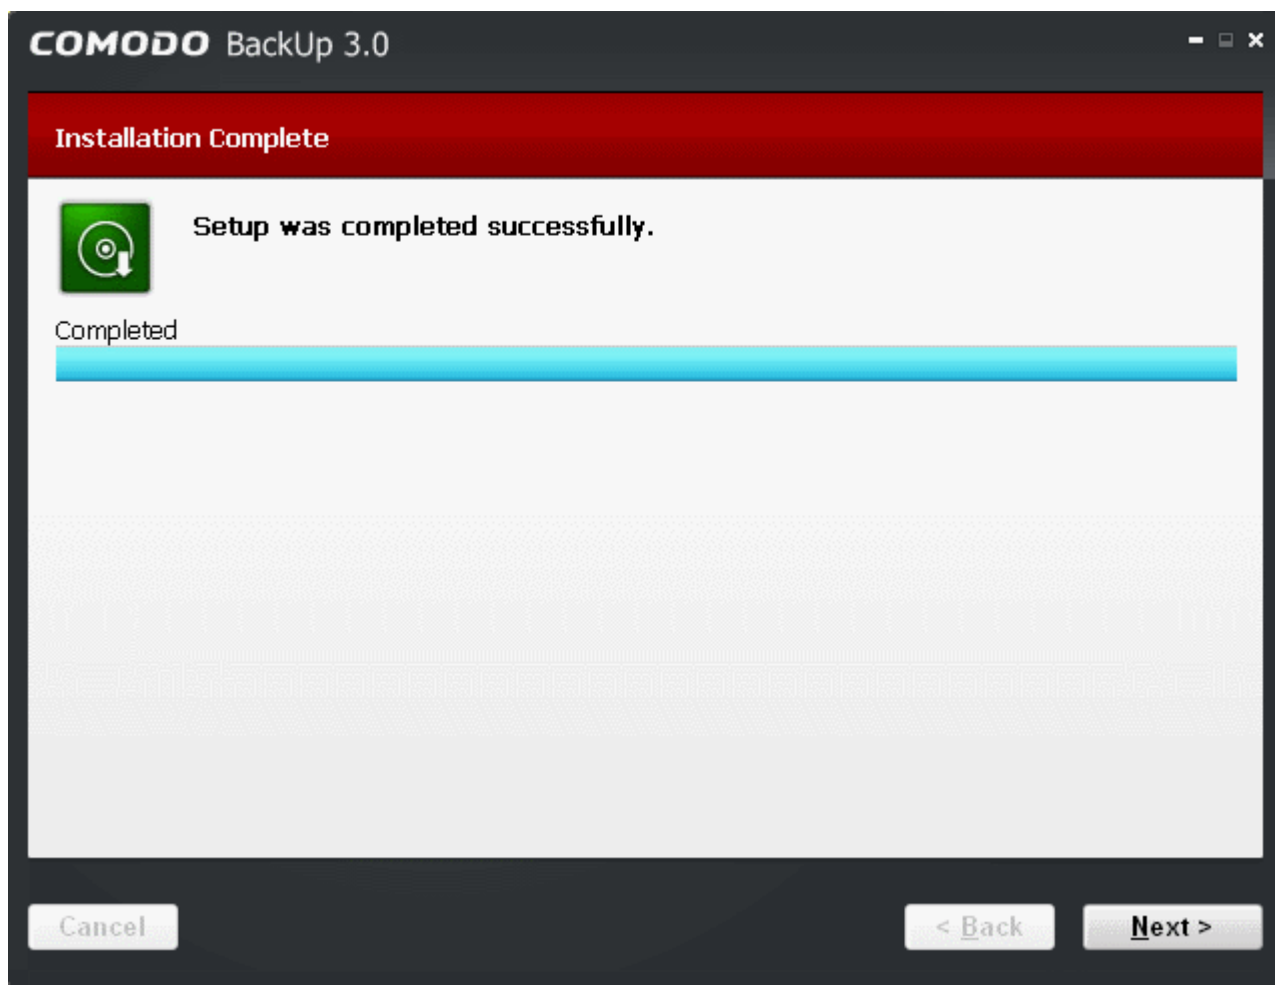 COMODO BackUp 3.0
Installation Complete
Setup was completed successfully.
Completed
Cancel
< Back
Next >